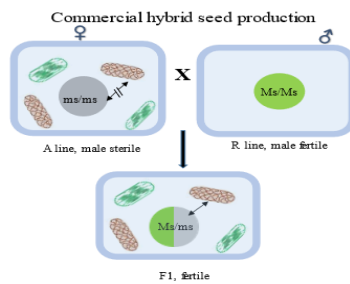 Commercial hybrid seed production
♀
♂
ms/ms
X
Ms/Ms
A line, male sterile
R line, male fertile
Ms/ms
F1, fertile